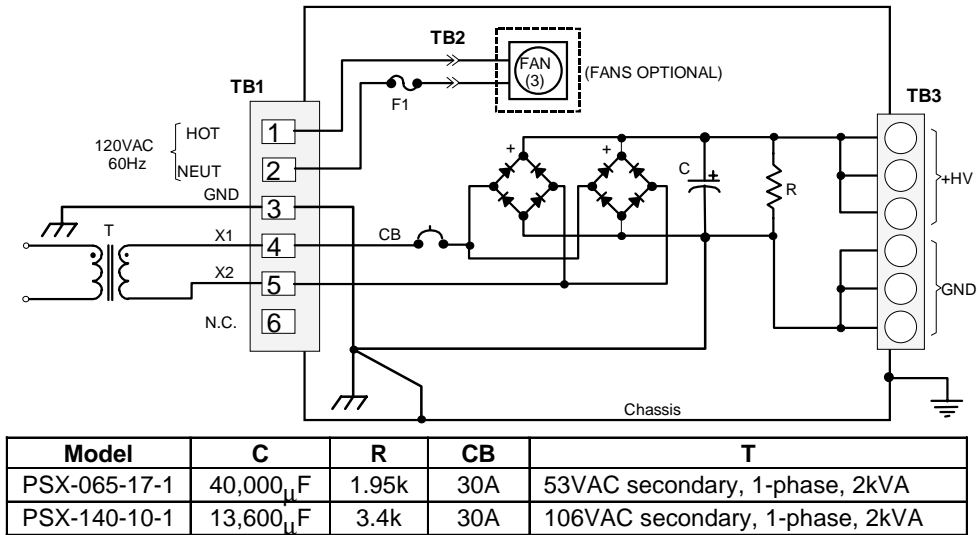 TB2
FAN
(3)
(FANS OPTIONAL)
F1
TB1
TB3
120VAC
60Hz
HOT
NEUT
GND
1
2
3
4
5
6
T
X1
X2
N.C.
CB
+
+
C
+
R
+HV
GND
Chassis
Model C R CB T
PSX-065-17-1 40,000μF 1.95k 30A 53VAC secondary, 1-phase, 2kVA
PSX-140-10-1 13,600μF 3.4k 30A 106VAC secondary, 1-phase, 2kVA